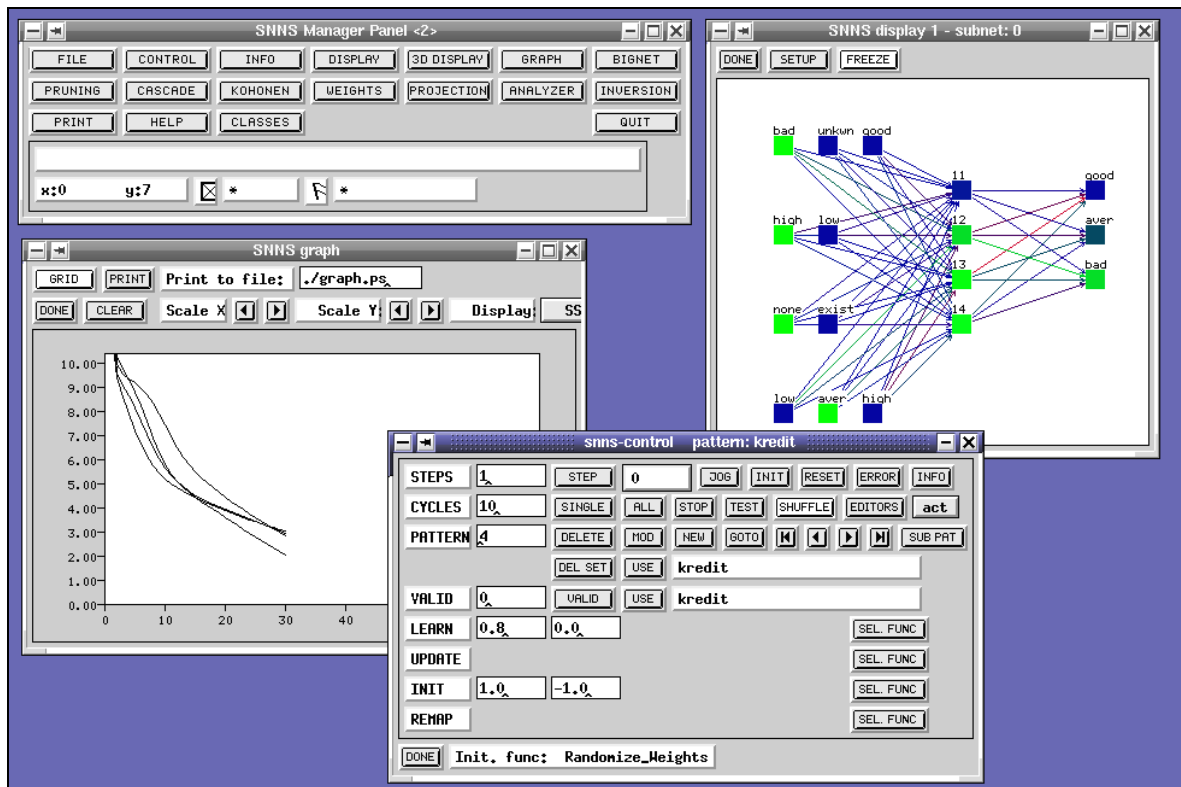 SNNS Manager Panel <2>
FILE CONTROL INFO DISPLAY 3D DISPLAY GRAPH BIGNET
PRUNING CASCADE KOHONEN WEIGHTS PROJECTION ANALYZER INVERSION
PRINT HELP CLASSES QUIT
x:0 y:7 * *
SNNS display 1 - subnet: 0
DONE SETUP FREEZE
bad unkwn good
11 good
high low 12 aver
13 bad
none exist 14
low aver high
SNNS graph
GRID PRINT Print to file: ./graph.ps
DONE CLEAR Scale X Scale Y: Display: SS
10.00
9.00
8.00
7.00
6.00
5.00
4.00
3.00
2.00
1.00
0.00
0 10 20 30 40
snns-control pattern: kredit
STEPS 1 STEP 0 JOG INIT RESET ERROR INFO
CYCLES 10 SINGLE ALL STOP TEST SHUFFLE EDITORS act
PATTERN 4 DELETE MOD NEW GOTO SUB PAT
DEL SET USE kredit
VALID 0 VALID USE kredit
LEARN 0.8 0.0 SEL. FUNC
UPDATE SEL. FUNC
INIT 1.0 -1.0 SEL. FUNC
REMAP SEL. FUNC
DONE Init. func: Randomize_Weights